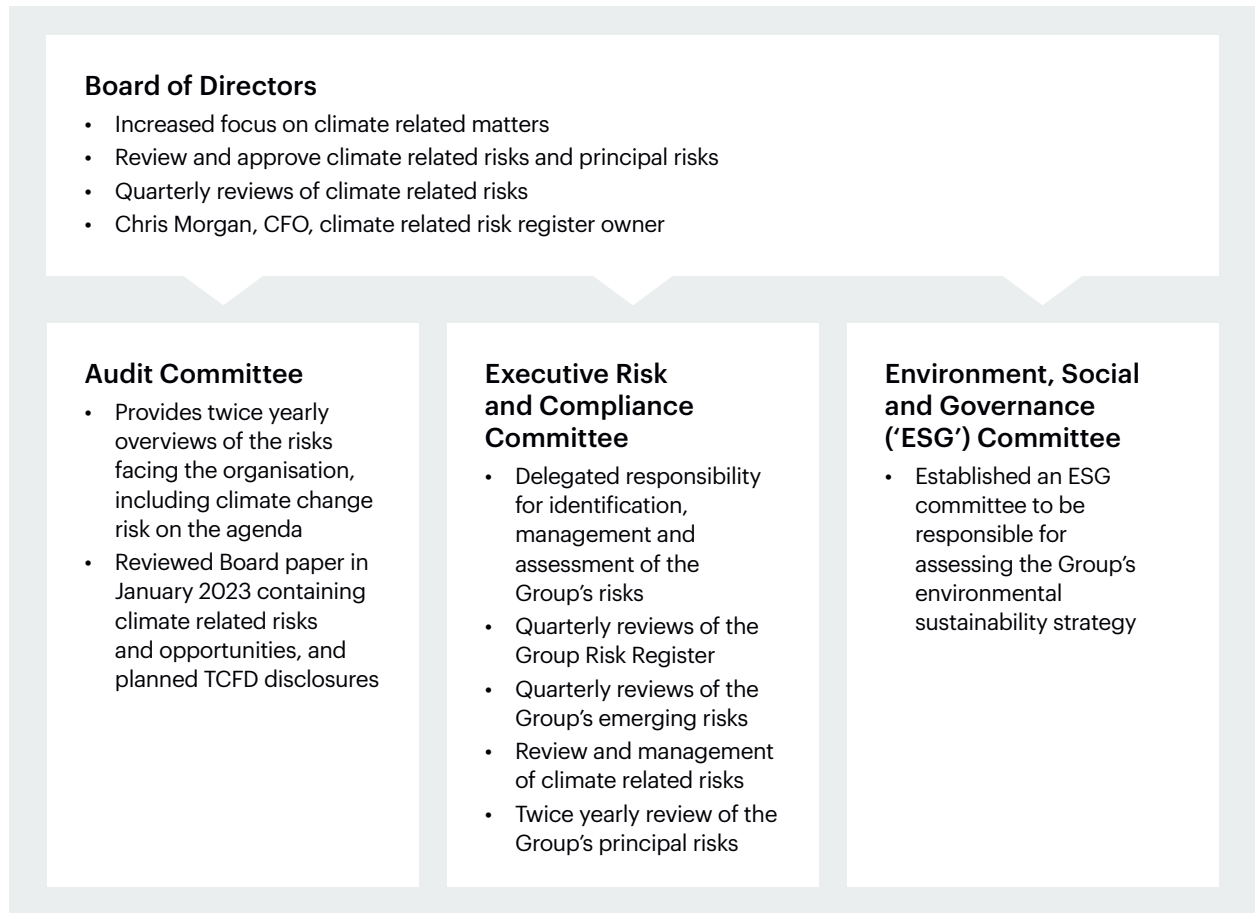 Board of Directors
• Increased focus on climate related matters
• Review and approve climate related risks and principal risks
• Quarterly reviews of climate related risks
• Chris Morgan, CFO, climate related risk register owner
Audit Committee
• Provides twice yearly
overviews of the risks
facing the organisation,
including climate change
risk on the agenda
• Reviewed Board paper in
January 2023 containing
climate related risks
and opportunities, and
planned TCFD disclosures
Executive Risk
and Compliance
Committee
• Delegated responsibility
for identification,
management and
assessment of the
Group’s risks
• Quarterly reviews of the
Group Risk Register
• Quarterly reviews of the
Group’s emerging risks
• Review and management
of climate related risks
• Twice yearly review of the
Group’s principal risks
Environment, Social
and Governance
(‘ESG’) Committee
• Established an ESG
committee to be
responsible for
assessing the Group’s
environmental
sustainability strategy